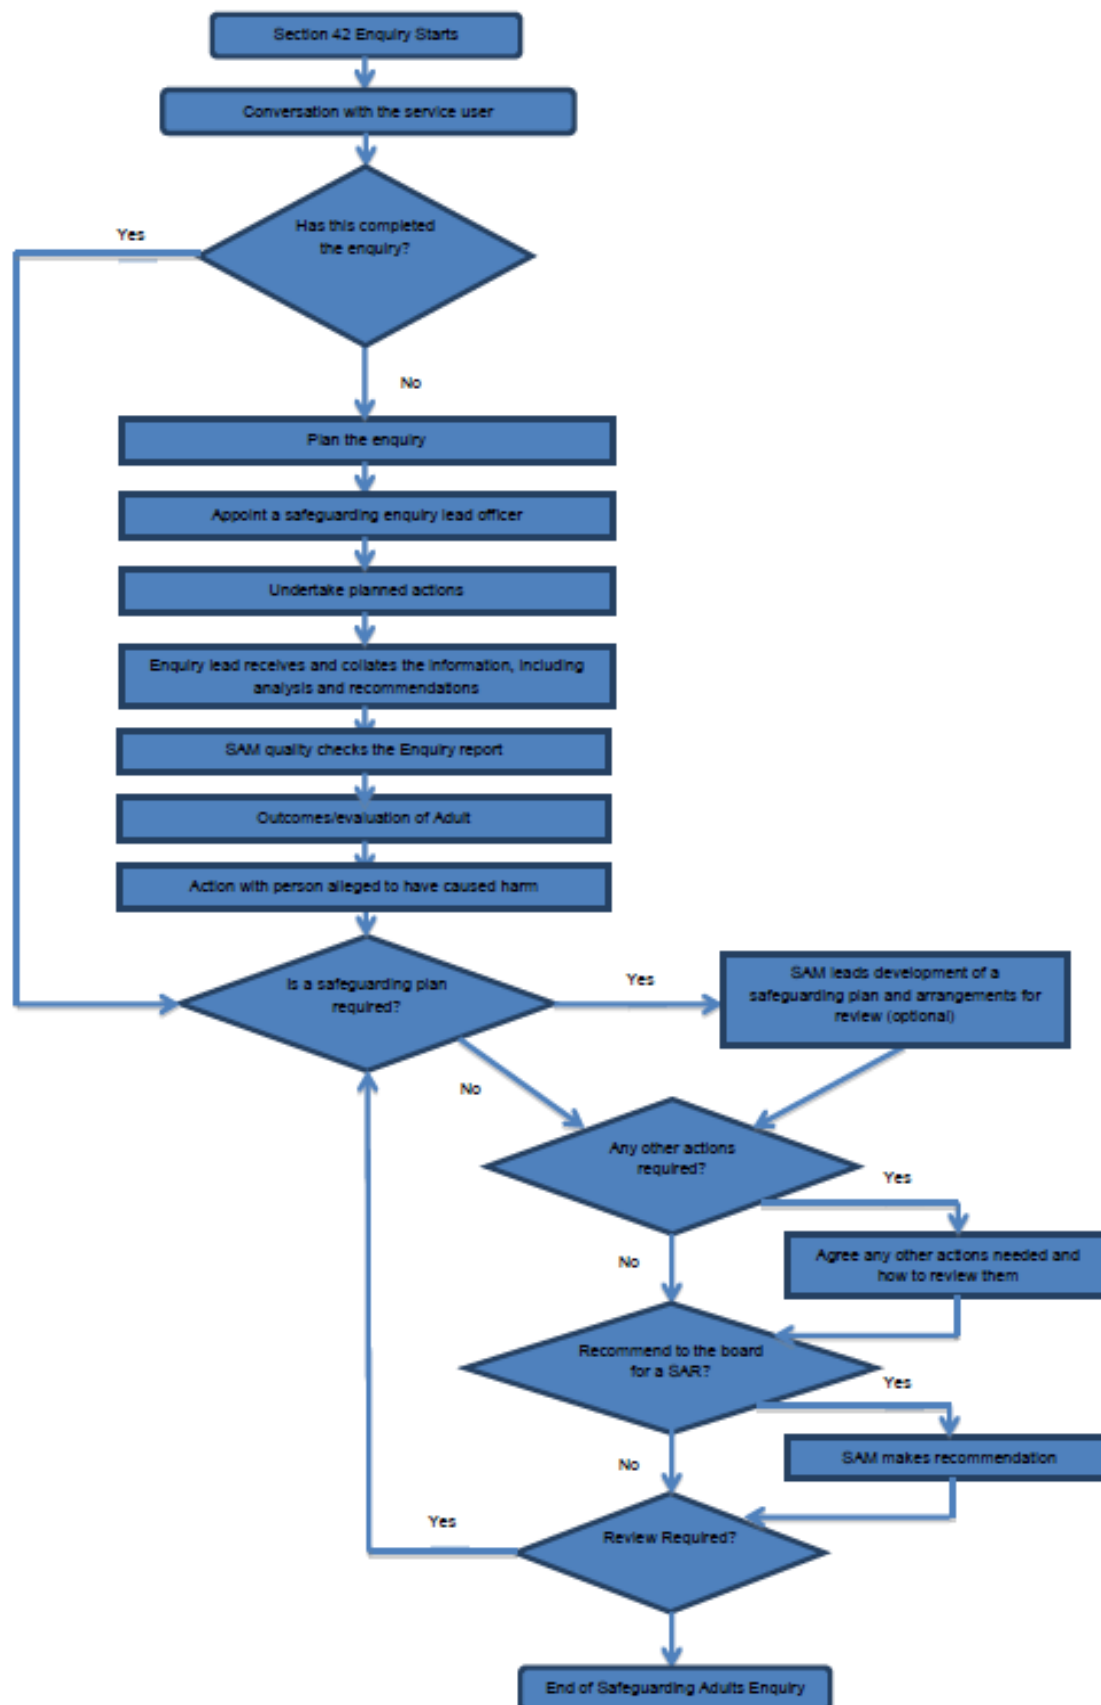 Section 42 Enquiry Starts
Conversation with the service user
Has this completed
the enquiry?
Yes
No
Plan the enquiry
Appoint a safeguarding enquiry lead officer
Undertake planned actions
Enquiry lead receives and collates the information, including
analysis and recommendations
SAM quality checks the Enquiry report
Outcomes/evaluation of Adult
Action with person alleged to have caused harm
Is a safeguarding plan
required?
Yes
SAM leads development of a
safeguarding plan and arrangements for
review (optional)
No
Any other actions
required?
Yes
Agree any other actions needed and
how to review them
No
Recommend to the board
for a SAR?
Yes
SAM makes recommendation
No
Review Required?
Yes
End of Safeguarding Adults Enquiry